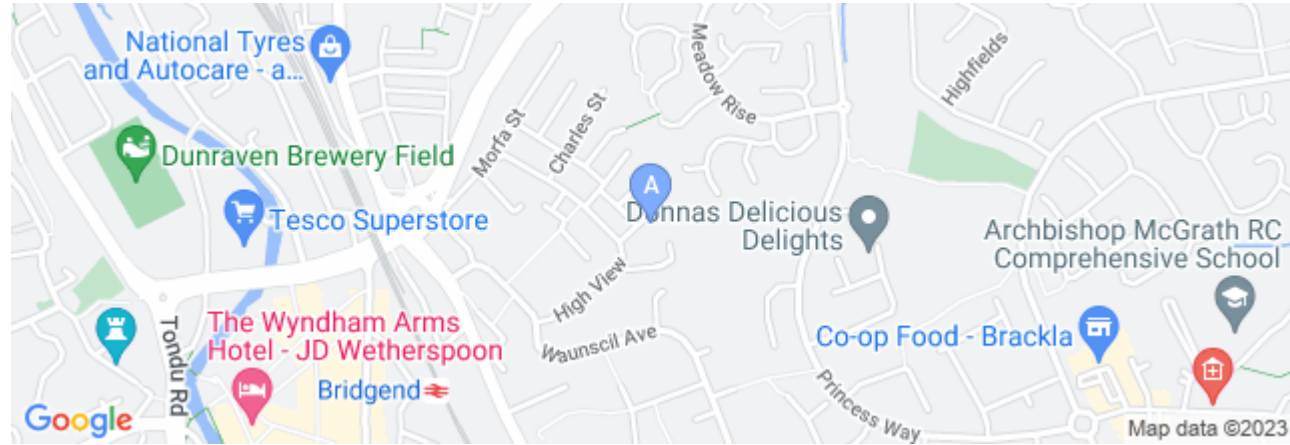 National Tyres
and Autocare - a...
Meadow Rise
Highfields
Morfa St
Charles St
Dunraven Brewery Field
A
Tesco Superstore
Donnas Delicious
Delights
Archbishop McGrath RC
Comprehensive School
High View
Tondu Rd
The Wyndham Arms
Hotel - JD Wetherspoon
Waunscil Ave
Co-op Food - Brackla
Bridgend
Princess Way
Google
Map data ©2023